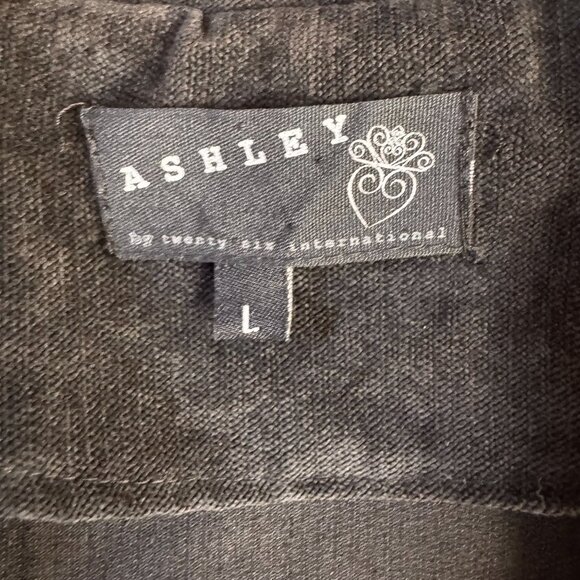 ASHLEY
by twenty six international
L